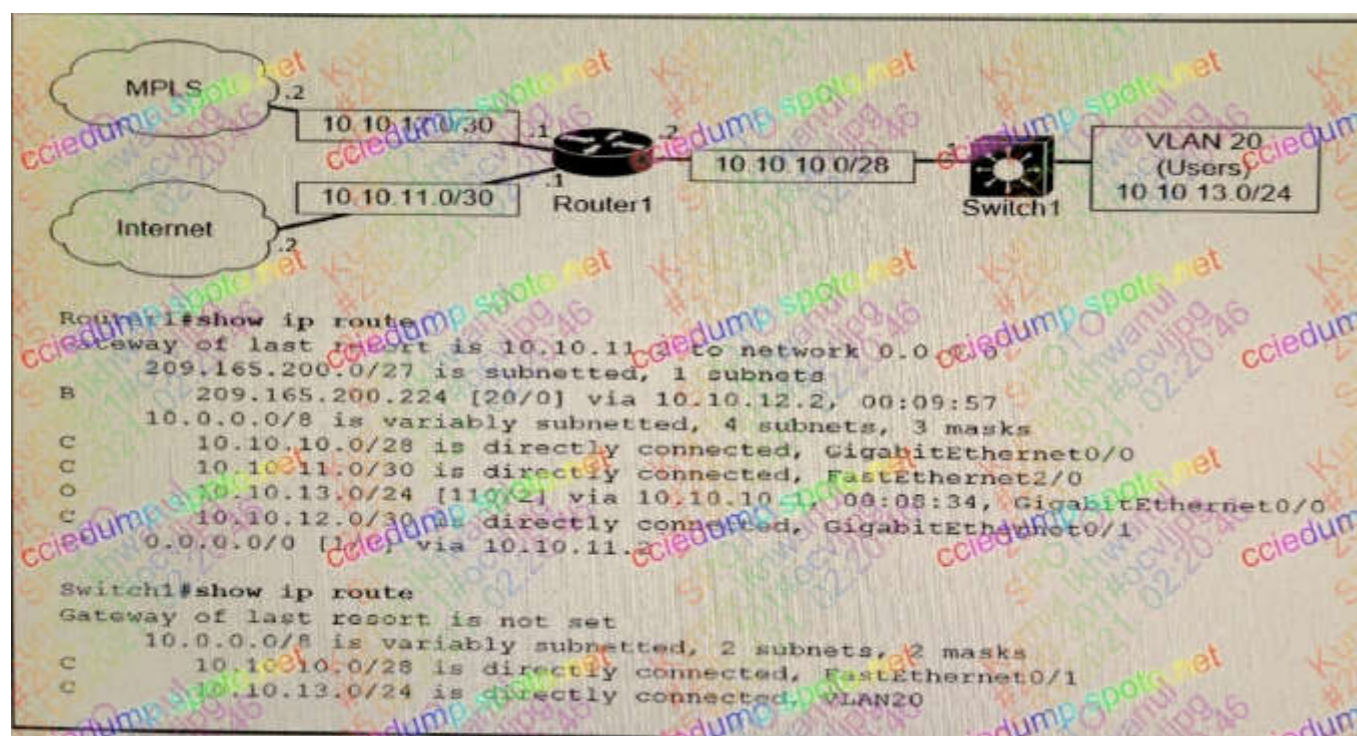 MPLS
.2
10.10.12.0/30
.1
.2
VLAN 20
(Users)
10.10.13.0/24
10.10.10.0/28
.1
10.10.11.0/30
Router1
Switch1
Internet
.2
Router1#show ip route
Gateway of last resort is 10.10.11.2 to network 0.0.0.0
209.165.200.0/27 is subnetted, 1 subnets
B 209.165.200.224 [20/0] via 10.10.12.2, 00:09:57
10.0.0.0/8 is variably subnetted, 4 subnets, 3 masks
C 10.10.10.0/28 is directly connected, GigabitEthernet0/0
C 10.10.11.0/30 is directly connected, FastEthernet2/0
O 10.10.13.0/24 [110/2] via 10.10.10.1, 00:08:34, GigabitEthernet0/0
C 10.10.12.0/30 is directly connected, GigabitEthernet0/1
0.0.0.0/0 via 10.10.11.2
Switch1#show ip route
Gateway of last resort is not set
10.0.0.0/8 is variably subnetted, 2 subnets, 2 masks
C 10.10.10.0/28 is directly connected, FastEthernet0/1
C 10.10.13.0/24 is directly connected, VLAN20
cciedump.spoto.net